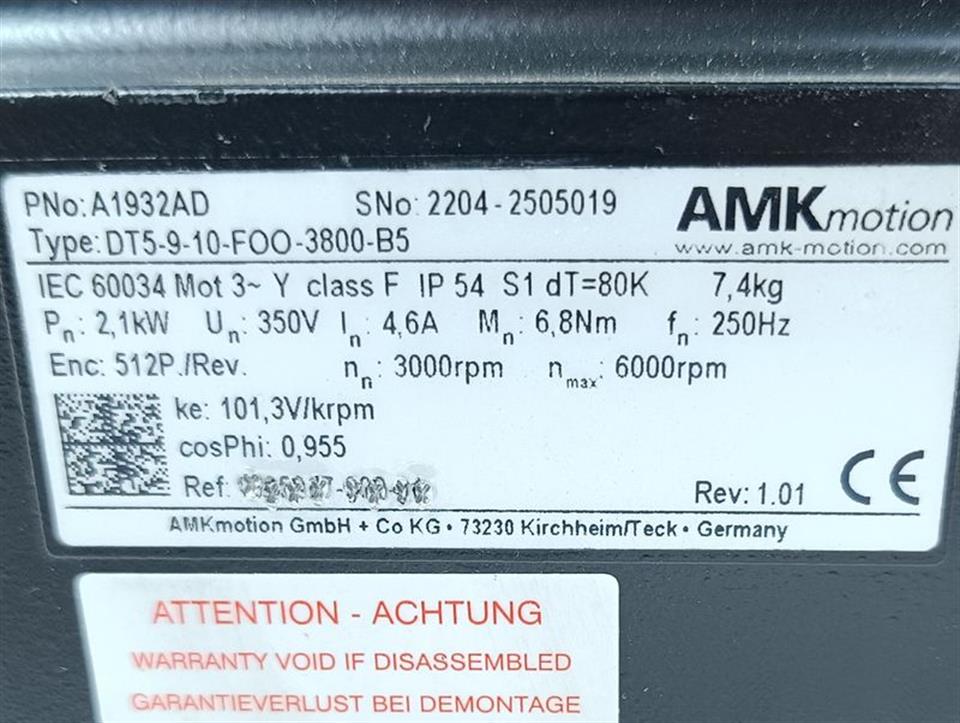 PNo: A1932AD SNo: 2204-2505019 AMKmotion
Type: DT5-9-10-FOO-3800-B5 www.amk-motion.com
IEC 60034 Mot 3~ Y class F IP 54 S1 dT=80K 7,4kg
Pn: 2,1kW Un: 350V In: 4,6A Mn: 6,8Nm fn: 250Hz
Enc: 512P./Rev. nn: 3000rpm nmax: 6000rpm
ke: 101,3V/krpm
cosPhi: 0,955
Ref: Rev: 1.01 CE
AMKmotion GmbH + Co KG • 73230 Kirchheim/Teck • Germany
ATTENTION - ACHTUNG
WARRANTY VOID IF DISASSEMBLED
GARANTIEVERLUST BEI DEMONTAGE